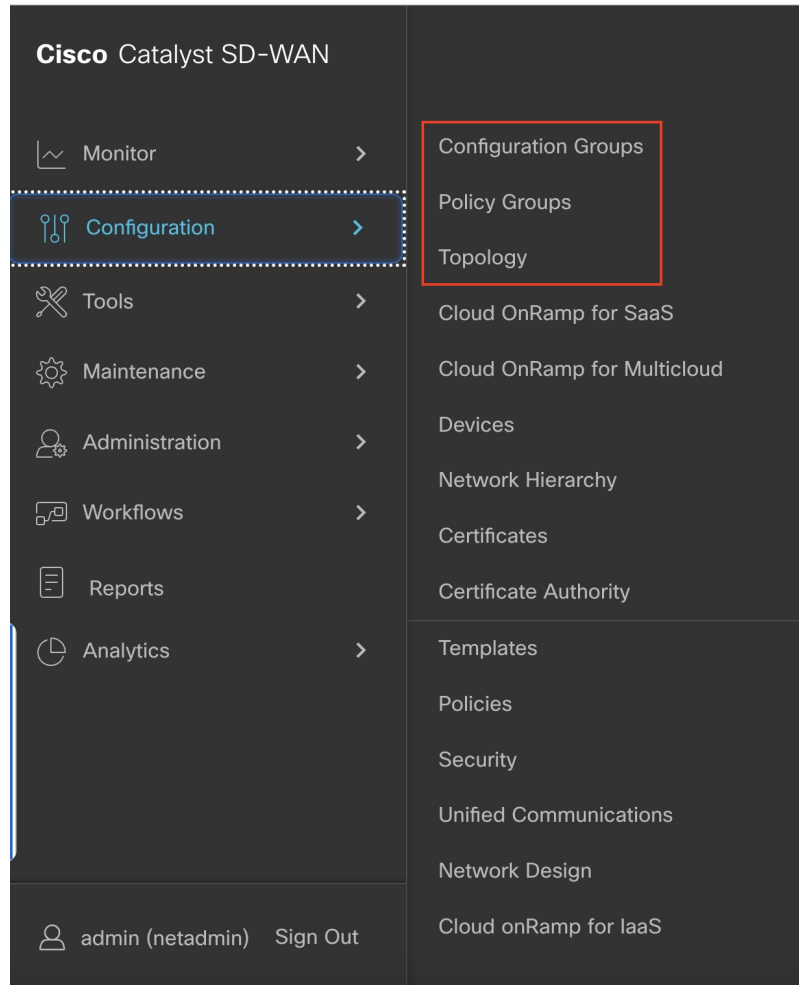 Cisco Catalyst SD-WAN
Monitor
Configuration
Tools
Maintenance
Administration
Workflows
Reports
Analytics
admin (netadmin) Sign Out
Configuration Groups
Policy Groups
Topology
Cloud OnRamp for SaaS
Cloud OnRamp for Multicloud
Devices
Network Hierarchy
Certificates
Certificate Authority
Templates
Policies
Security
Unified Communications
Network Design
Cloud onRamp for IaaS